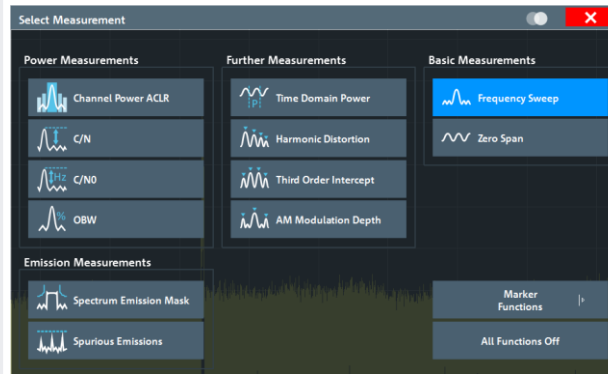 Select Measurement
Power Measurements
Channel Power ACLR
C/N
C/N0
OBW
Further Measurements
Time Domain Power
Harmonic Distortion
Third Order Intercept
AM Modulation Depth
Basic Measurements
Frequency Sweep
Zero Span
Emission Measurements
Spectrum Emission Mask
Spurious Emissions
Marker
Functions
All Functions Off
P
Hz
%